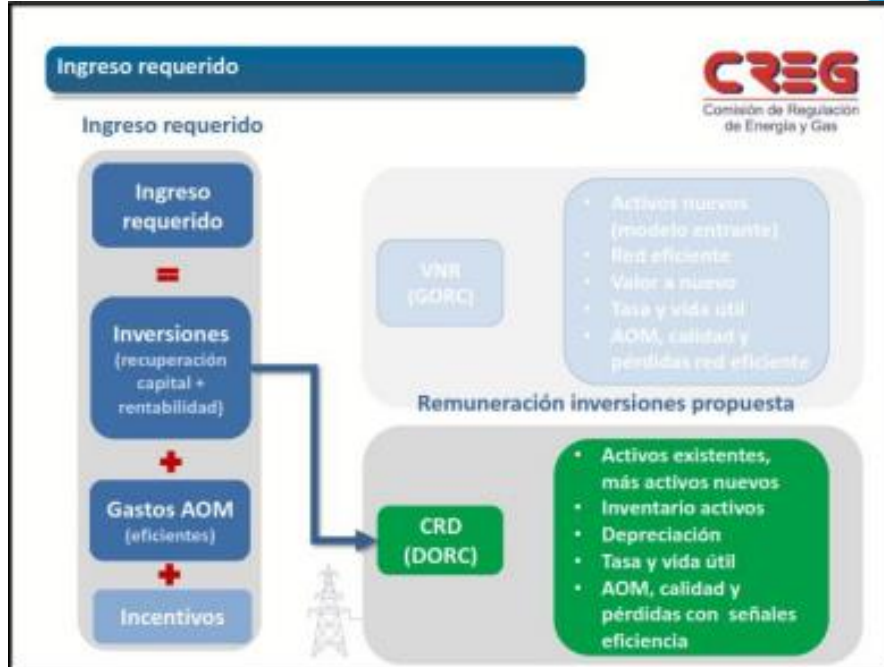 Ingreso requerido
CREG
Comisión de Regulación
de Energía y Gas
Ingreso requerido
Ingreso
requerido
=
Inversiones
(recuperación
capital +
rentabilidad)
+
Gastos AOM
(eficientes)
+
Incentivos
VNR
(GORC)
• Activos nuevos
(modelo entrante)
• Red eficiente
• Valor a nuevo
• Tasa y vida útil
• AOM, calidad y
pérdidas red eficiente
Remuneración inversiones propuesta
CRD
(DORC)
• Activos existentes,
más activos nuevos
• Inventario activos
• Depreciación
• Tasa y vida útil
• AOM, calidad y
pérdidas con señales
eficiencia